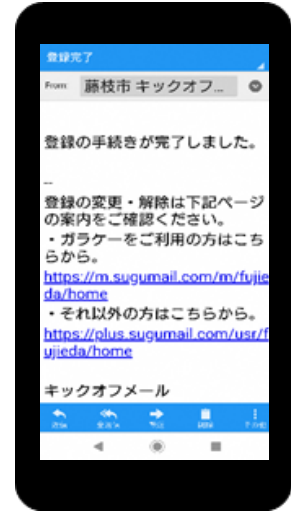 登録完了
From: 藤枝市 キックオフ...
登録の手続きが完了しました。
--
登録の変更・解除は下記ページ
の案内をご確認ください。
・ガラケーをご利用の方はこち
らから。
https://m.sugumail.com/m/fujie
da/home
・それ以外の方はこちらから。
https://plus.sugumail.com/usr/f
ujieda/home
キックオフメール